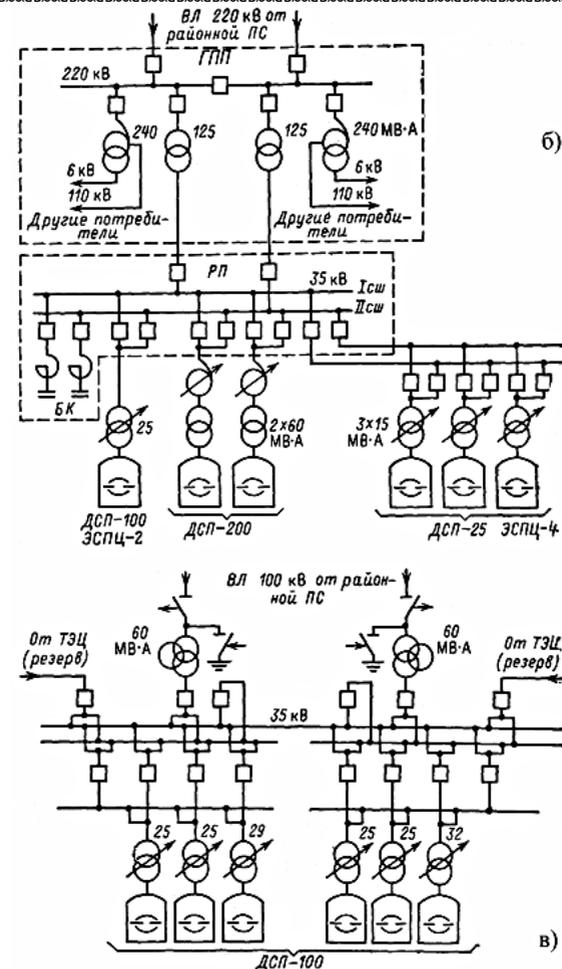 ВЛ 220 кВ от
районной ПС
ГПП
220 кВ
240
125
125
240 МВ·А
б)
6 кВ
110 кВ
6 кВ
110 кВ
Другие потреби-
тели
Другие потреби-
тели
РП
35 кВ
Iсш
IIсш
БК
25
2×60
МВ·А
3×15
МВ·А
ДСП-100
ЭСПЦ-2
ДСП-200
ДСП-25 ЭСПЦ-4
ВЛ 100 кВ от район-
ной ПС
От ТЭЦ
(резерв)
60
МВ·А
60
МВ·А
От ТЭЦ
(резерв)
35 кВ
25
25
29
25
25
32
ДСП-100
в)